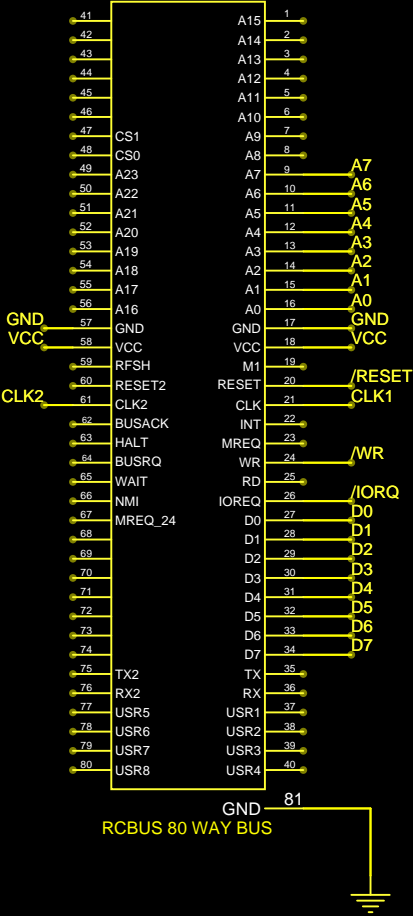 41 1 A15
42 2 A14
43 3 A13
44 4 A12
45 5 A11
46 6 A10
47 CS1 A9 7
48 CS0 A8 8
49 A23 A7 9 A7
50 A22 A6 10 A6
51 A21 A5 11 A5
52 A20 A4 12 A4
53 A19 A3 13 A3
54 A18 A2 14 A2
55 A17 A1 15 A1
56 A16 A0 16 A0
GND 57 GND GND 17 GND
VCC 58 VCC VCC 18 VCC
59 RFSH M1 19
60 RESET2 RESET 20 /RESET
CLK2 61 CLK2 CLK 21 CLK1
62 BUSACK INT 22
63 HALT MREQ 23
64 BUSRQ WR 24 /WR
65 WAIT RD 25
66 NMI IOREQ 26 /IORQ
67 MREQ_24 D0 27 D0
68 D1 28 D1
69 D2 29 D2
70 D3 30 D3
71 D4 31 D4
72 D5 32 D5
73 D6 33 D6
74 D7 34 D7
75 TX2 TX 35
76 RX2 RX 36
77 USR5 USR1 37
78 USR6 USR2 38
79 USR7 USR3 39
80 USR8 USR4 40
GND 81
RCBUS 80 WAY BUS